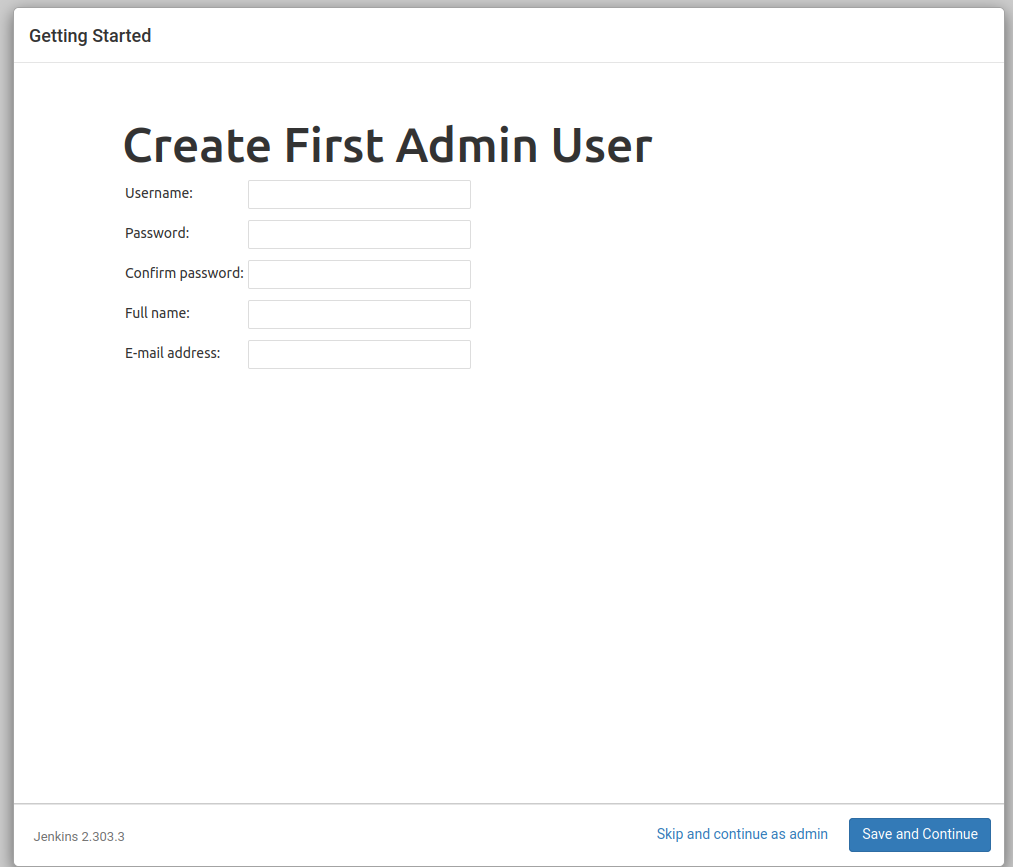 Getting Started
Create First Admin User
Username:
Password:
Confirm password:
Full name:
E-mail address:
Jenkins 2.303.3
Skip and continue as admin
Save and Continue